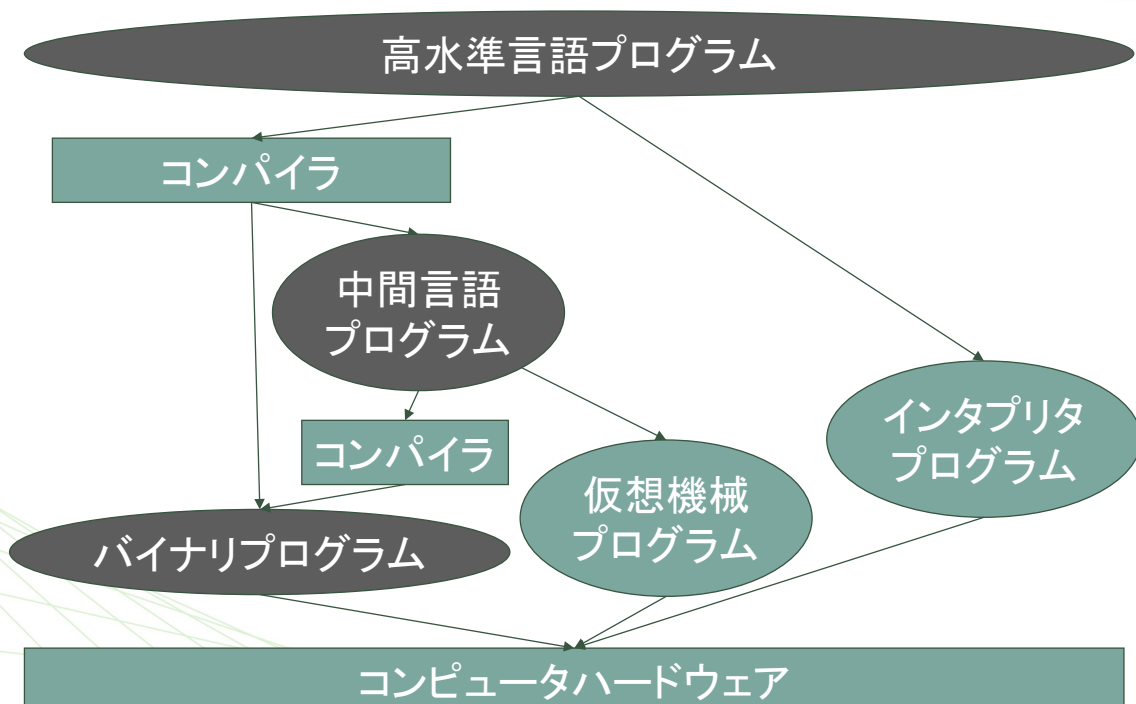 高水準言語プログラム
コンパイラ
中間言語
プログラム
インタプリタ
プログラム
コンパイラ
仮想機械
プログラム
バイナリプログラム
コンピュータハードウェア